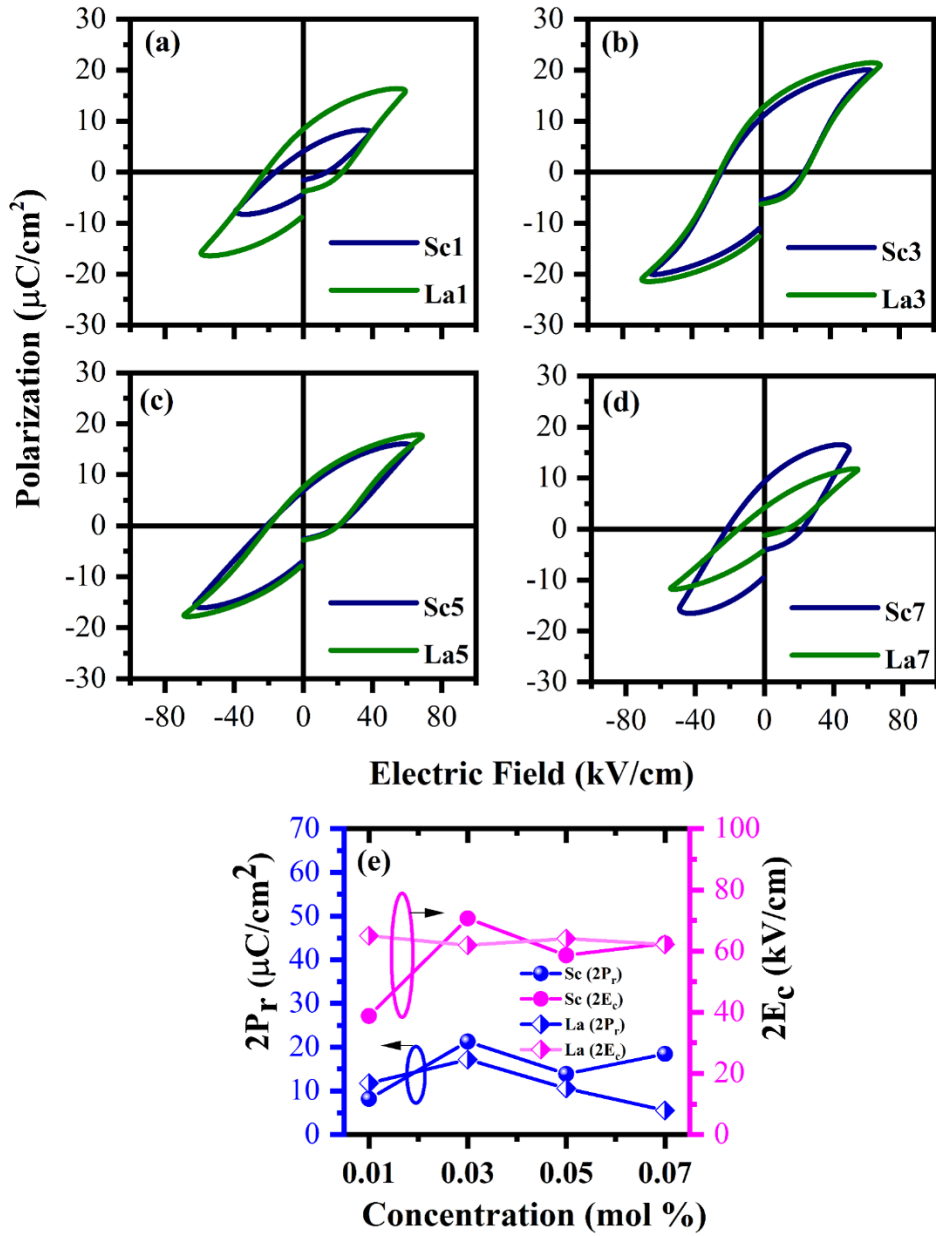 Polarization (μC/cm²)
(a)
30
20
10
0
-10
-20
-30
Sc1
La1
(b)
30
20
10
0
-10
-20
-30
Sc3
La3
(c)
30
20
10
0
-10
-20
-30
Sc5
La5
-80 -40 0 40 80
(d)
30
20
10
0
-10
-20
-30
Sc7
La7
-80 -40 0 40 80
Electric Field (kV/cm)
(e)
2Pr (μC/cm²)
70
60
50
40
30
20
10
0
100
80
60
40
20
0
2Ec (kV/cm)
Sc (2Pr)
Sc (2Ec)
La (2Pr)
La (2Ec)
0.01 0.03 0.05 0.07
Concentration (mol %)